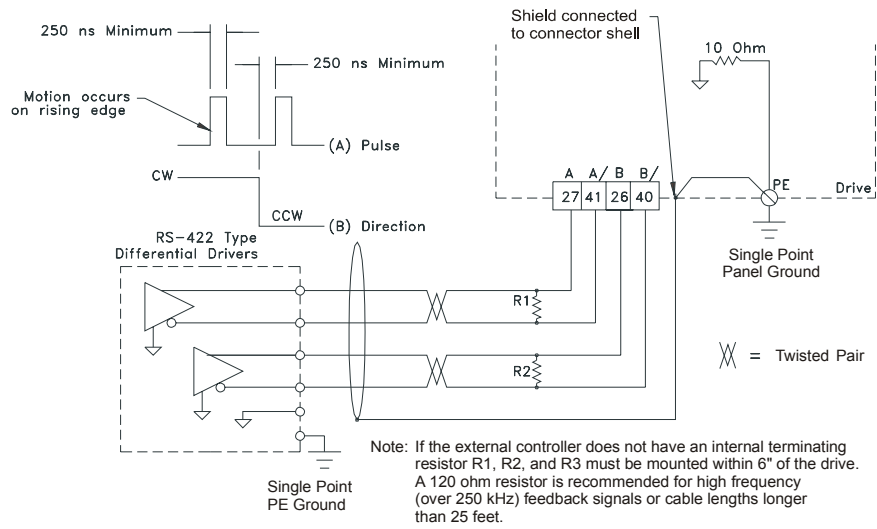 250 ns Minimum
250 ns Minimum
Motion occurs
on rising edge
(A) Pulse
CW
CCW
(B) Direction
Shield connected
to connector shell
10 Ohm
A A/ B B/
27 41 26 40
PE
Drive
Single Point
Panel Ground
RS-422 Type
Differential Drivers
R1
R2
= Twisted Pair
Single Point
PE Ground
Note: If the external controller does not have an internal terminating
resistor R1, R2, and R3 must be mounted within 6" of the drive.
A 120 ohm resistor is recommended for high frequency
(over 250 kHz) feedback signals or cable lengths longer
than 25 feet.